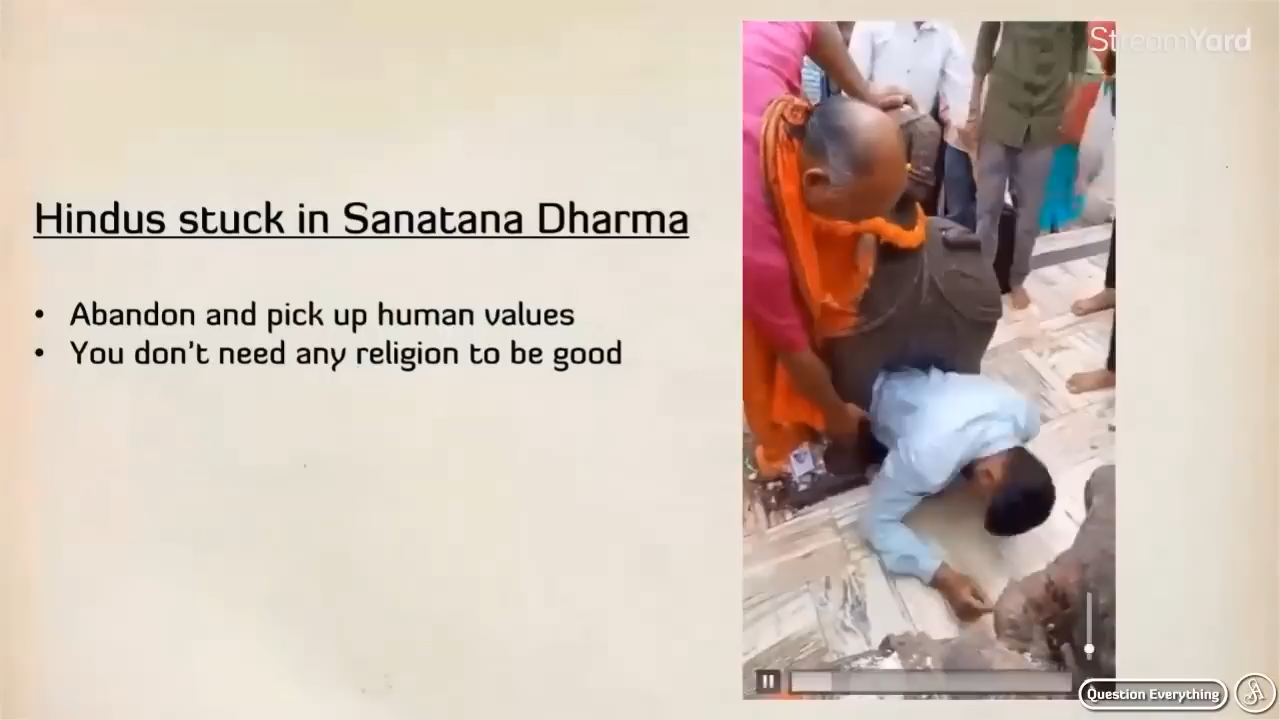 StreamYard
Hindus stuck in Sanatana Dharma
• Abandon and pick up human values
• You don't need any religion to be good
Question Everything